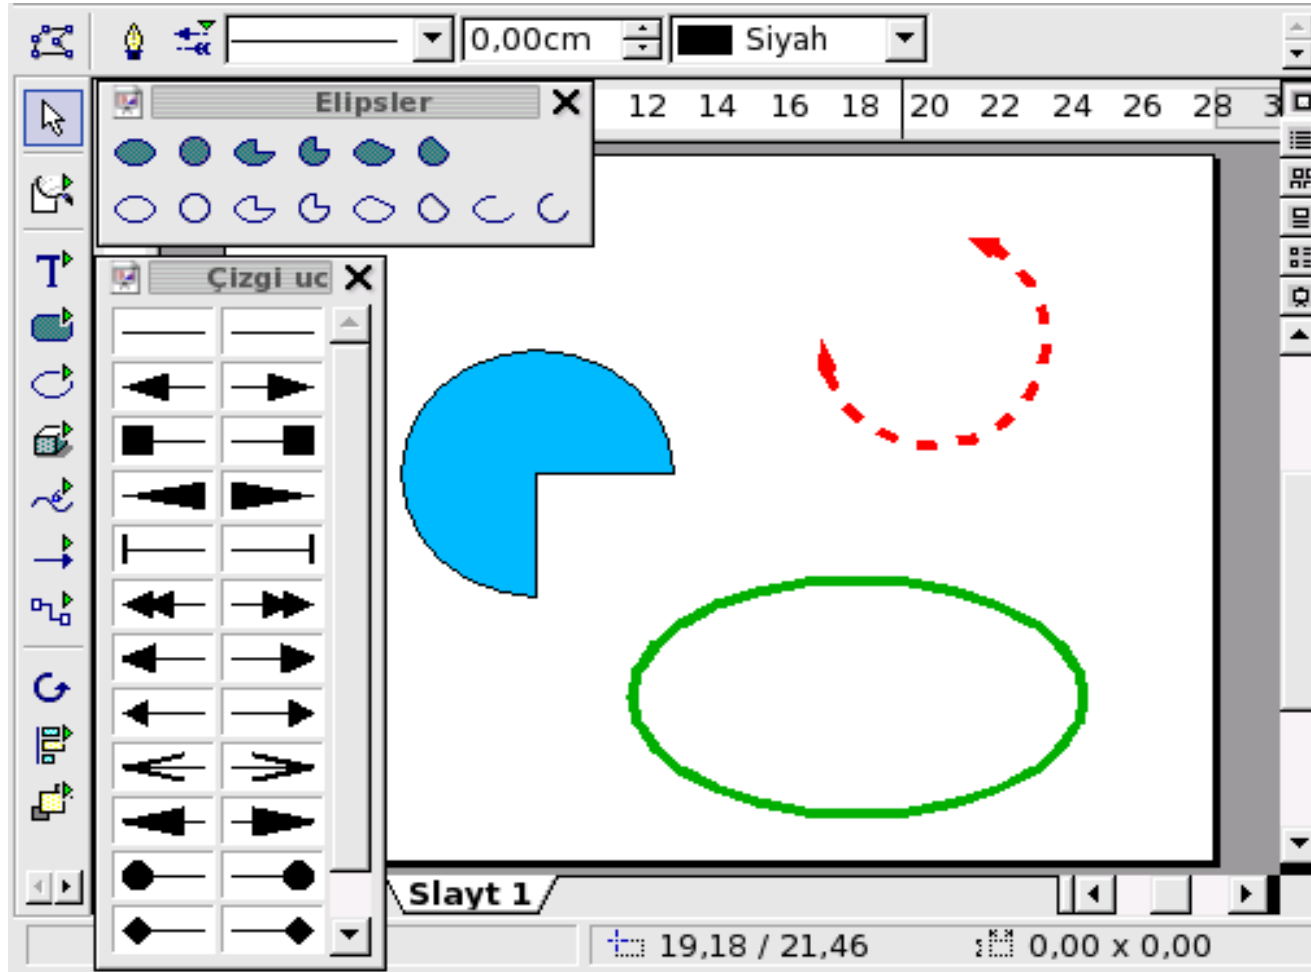 0,00cm Siyah
Elipsler
12 14 16 18 20 22 24 26 28 3
Çizgi uc
Slayt 1
19,18 / 21,46 0,00 x 0,00